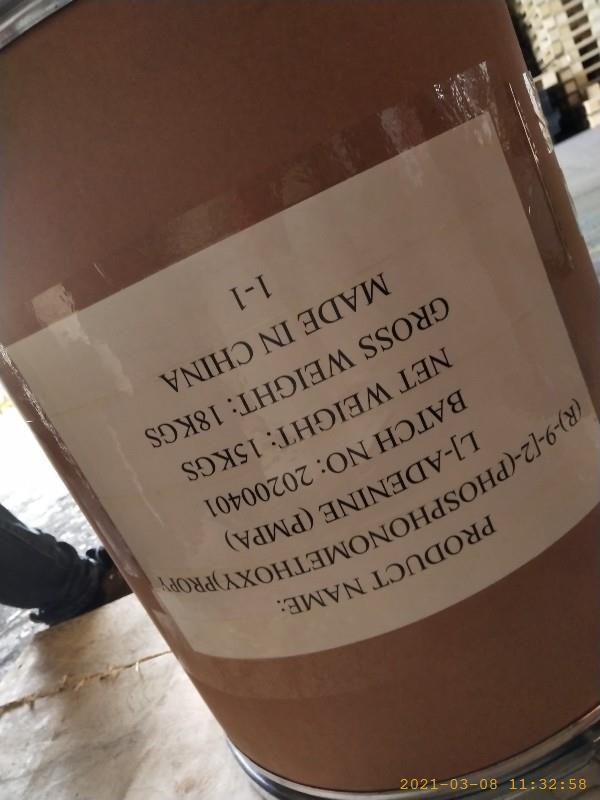 PRODUCT NAME:
(R)-9-[2-(PHOSPHONOMETHOXY)PROPY
L]-ADENINE (PMPA)
BATCH NO: 20200401
NET WEIGHT: 15KGS
GROSS WEIGHT: 18KGS
MADE IN CHINA
1-1
2021-03-08 11:32:58